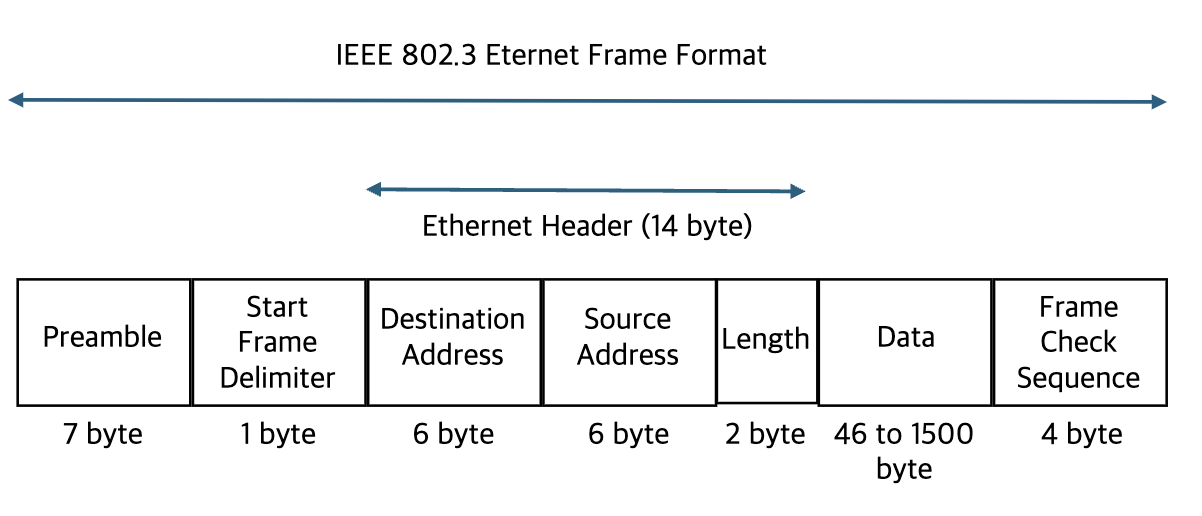 IEEE 802.3 Eternet Frame Format
Ethernet Header (14 byte)
Preamble
Start
Frame
Delimiter
Destination
Address
Source
Address
Length
Data
Frame
Check
Sequence
7 byte
1 byte
6 byte
6 byte
2 byte
46 to 1500
byte
4 byte